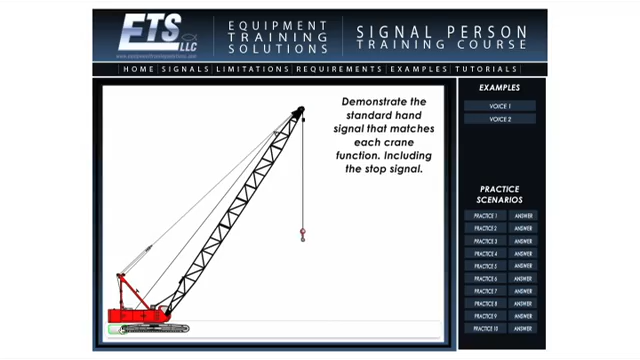 ETS
LLC
EQUIPMENT
TRAINING
SOLUTIONS
SIGNAL PERSON
TRAINING COURSE
HOME SIGNALS LIMITATIONS REQUIREMENTS EXAMPLES TUTORIALS
Demonstrate the
standard hand
signal that matches
each crane
function. Including
the stop signal.
EXAMPLES
VOICE 1
VOICE 2
PRACTICE
SCENARIOS
PRACTICE 1 ANSWER
PRACTICE 2 ANSWER
PRACTICE 3 ANSWER
PRACTICE 4 ANSWER
PRACTICE 5 ANSWER
PRACTICE 6 ANSWER
PRACTICE 7 ANSWER
PRACTICE 8 ANSWER
PRACTICE 9 ANSWER
PRACTICE 10 ANSWER